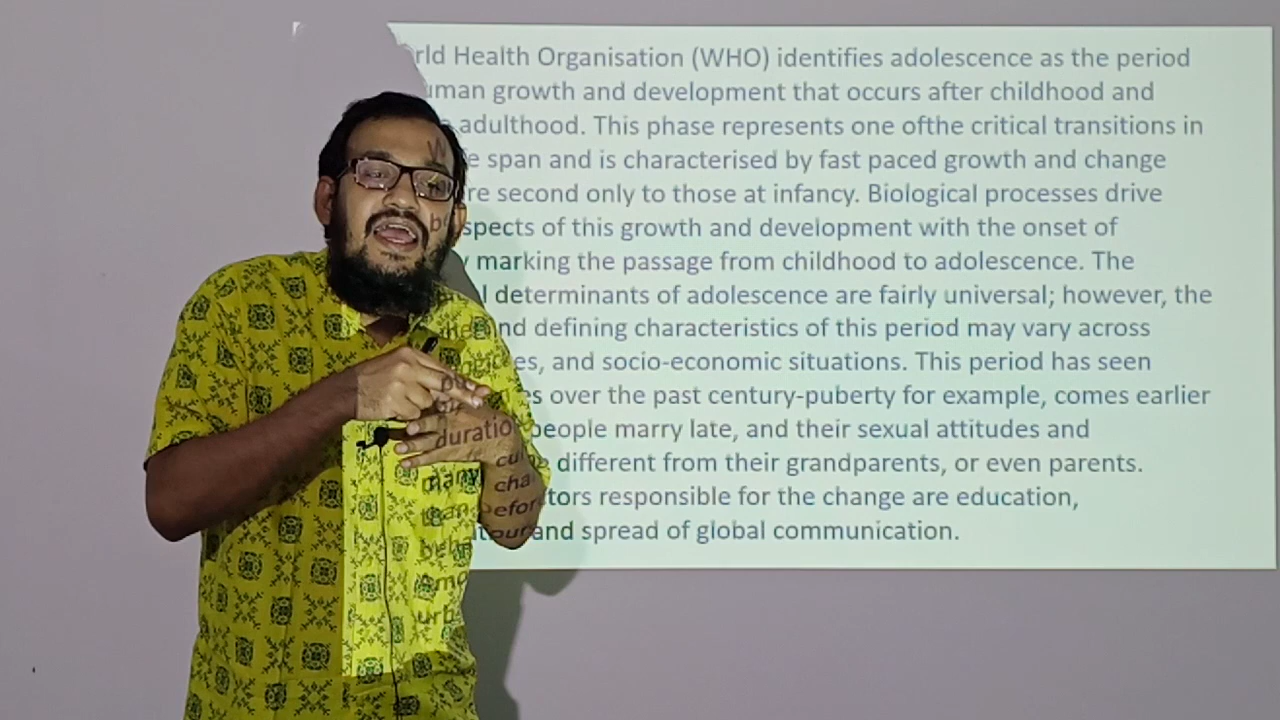 rld Health Organisation (WHO) identifies adolescence as the period
uman growth and development that occurs after childhood and
adulthood. This phase represents one ofthe critical transitions in
e span and is characterised by fast paced growth and change
re second only to those at infancy. Biological processes drive
spects of this growth and development with the onset of
y marking the passage from childhood to adolescence. The
l determinants of adolescence are fairly universal; however, the
duratio nd defining characteristics of this period may vary across
es, and socio-economic situations. This period has seen
many es over the past century-puberty for example, comes earlier
people marry late, and their sexual attitudes and
different from their grandparents, or even parents.
tors responsible for the change are education,
and spread of global communication.